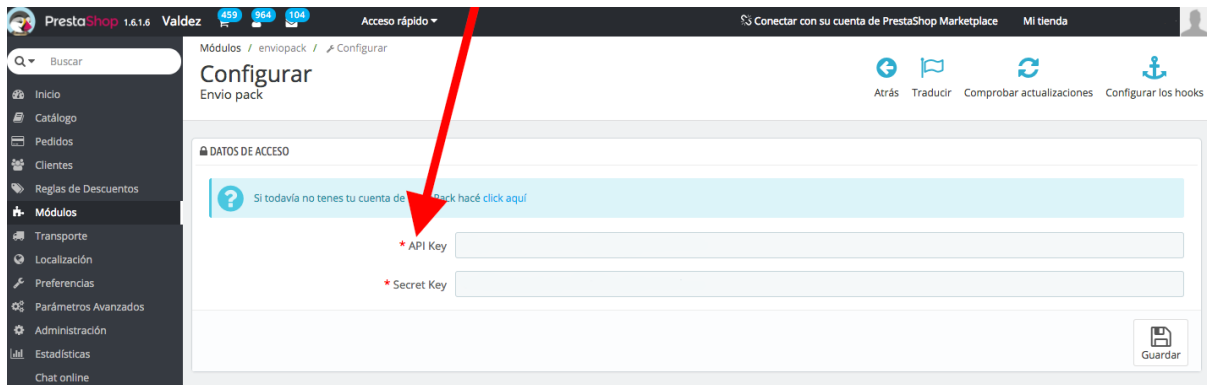 PrestaShop 1.6.1.6 Valdez 459 964 104 Acceso rápido Conectar con su cuenta de PrestaShop Marketplace Mi tienda
Buscar
Inicio
Catálogo
Pedidos
Clientes
Reglas de Descuentos
Módulos
Transporte
Localización
Preferencias
Parámetros Avanzados
Administración
Estadísticas
Chat online
Módulos / enviopack / Configurar
Configurar
Envio pack
Atrás Traducir Comprobar actualizaciones Configurar los hooks
DATOS DE ACCESO
? Si todavía no tenes tu cuenta de Pack hacé click aquí
* API Key
* Secret Key
Guardar